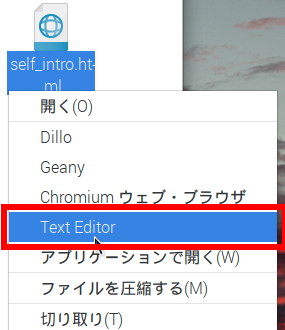 self_intro.ht-
ml
開く(O)
Dillo
Geany
Chromium ウェブ・ブラウザ
Text Editor
アプリケーションで開く(W)
ファイルを圧縮する(M)
切り取り(T)